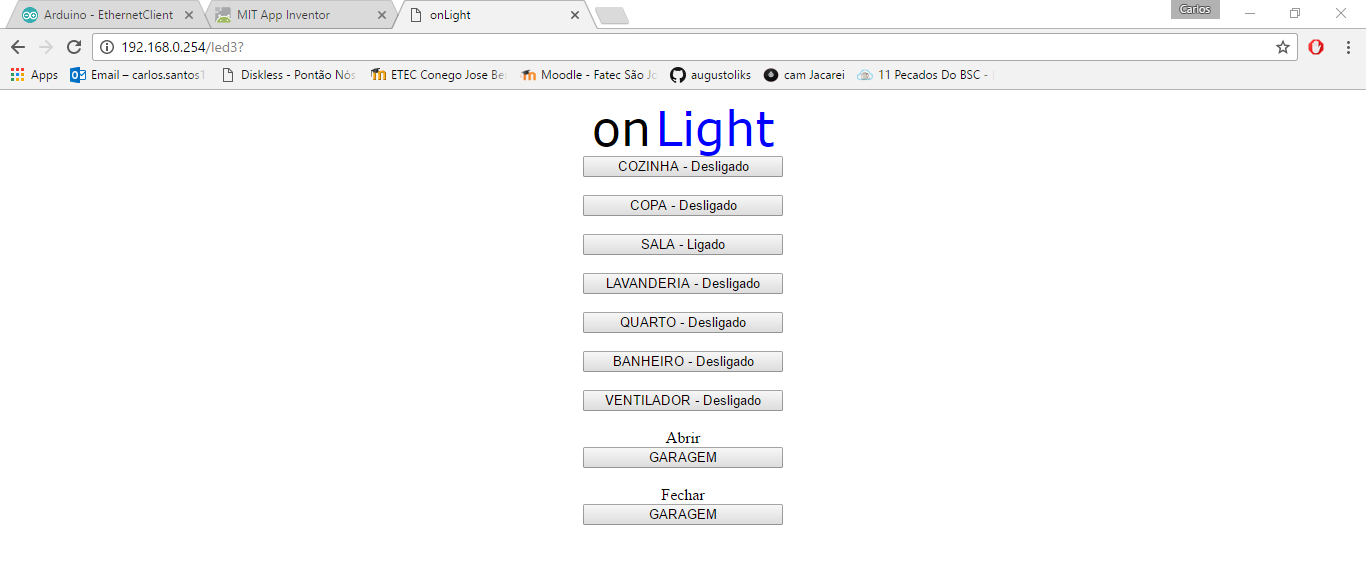 Arduino - EthernetClient
MIT App Inventor
onLight
Carlos
192.168.0.254/led3?
Apps
Email – carlos.santos1
Diskless - Pontão Nós
ETEC Conego Jose Be
Moodle - Fatec São Jo
augustoliks
cam Jacarei
11 Pecados Do BSC -
onLight
COZINHA - Desligado
COPA - Desligado
SALA - Ligado
LAVANDERIA - Desligado
QUARTO - Desligado
BANHEIRO - Desligado
VENTILADOR - Desligado
Abrir
GARAGEM
Fechar
GARAGEM